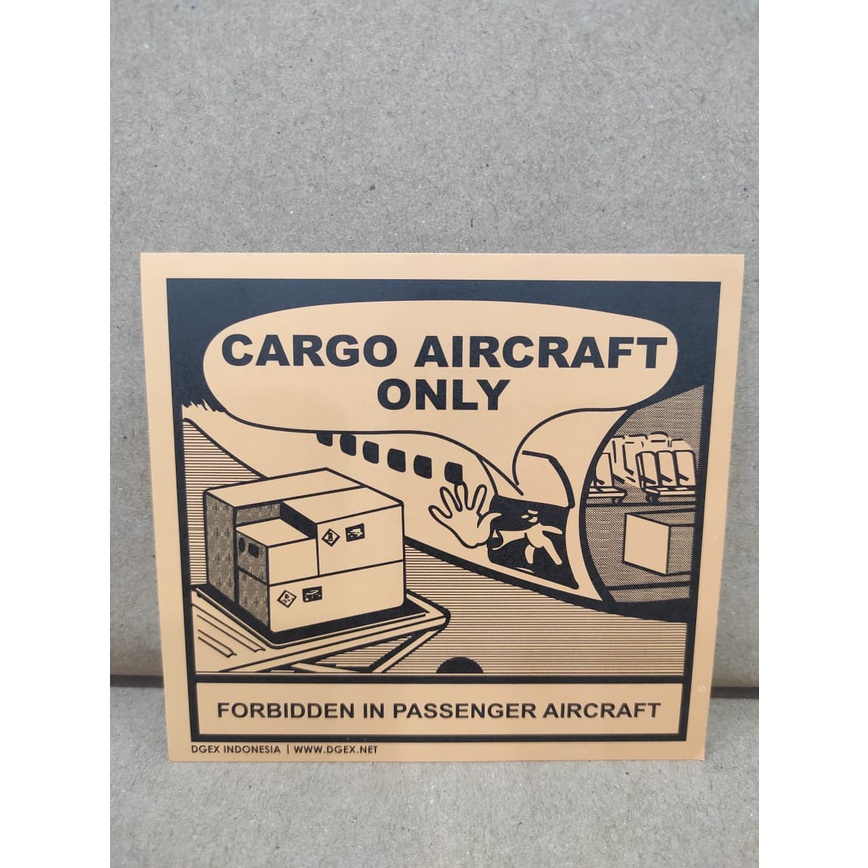 CARGO AIRCRAFT
ONLY
FORBIDDEN IN PASSENGER AIRCRAFT
DGEX INDONESIA | WWW.DGEX.NET